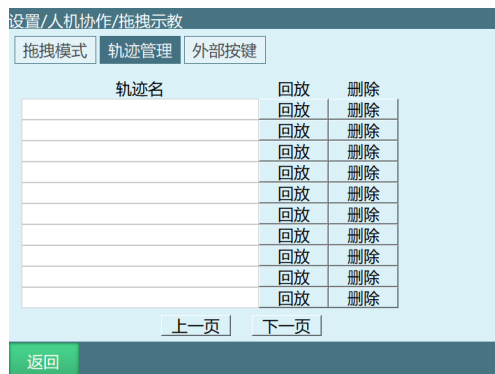 设置/人机协作/拖拽示教
拖拽模式 轨迹管理 外部按键
轨迹名 回放 删除
回放 删除
回放 删除
回放 删除
回放 删除
回放 删除
回放 删除
回放 删除
回放 删除
回放 删除
回放 删除
上一页 下一页
返回